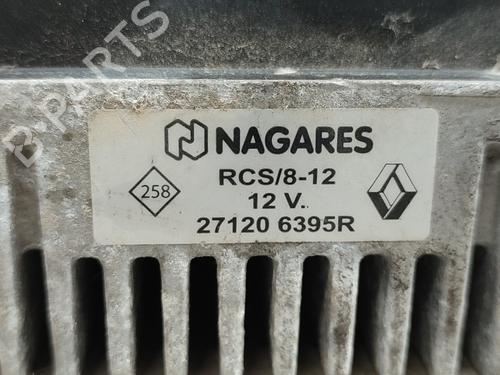 NAGARES
RCS/8-12
258
12 V.
27120 6395R
B-PARTS